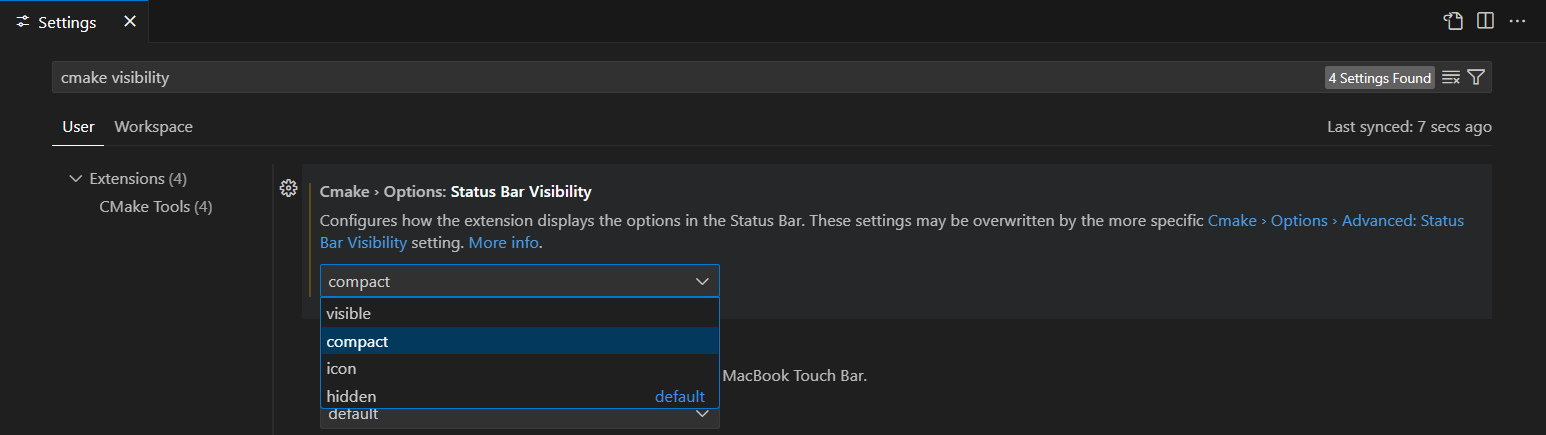 Settings
cmake visibility
4 Settings Found
User Workspace
Last synced: 7 secs ago
Extensions (4)
CMake Tools (4)
Cmake › Options: Status Bar Visibility
Configures how the extension displays the options in the Status Bar. These settings may be overwritten by the more specific Cmake › Options › Advanced: Status
Bar Visibility setting. More info.
compact
visible
compact
icon
MacBook Touch Bar.
hidden default
default